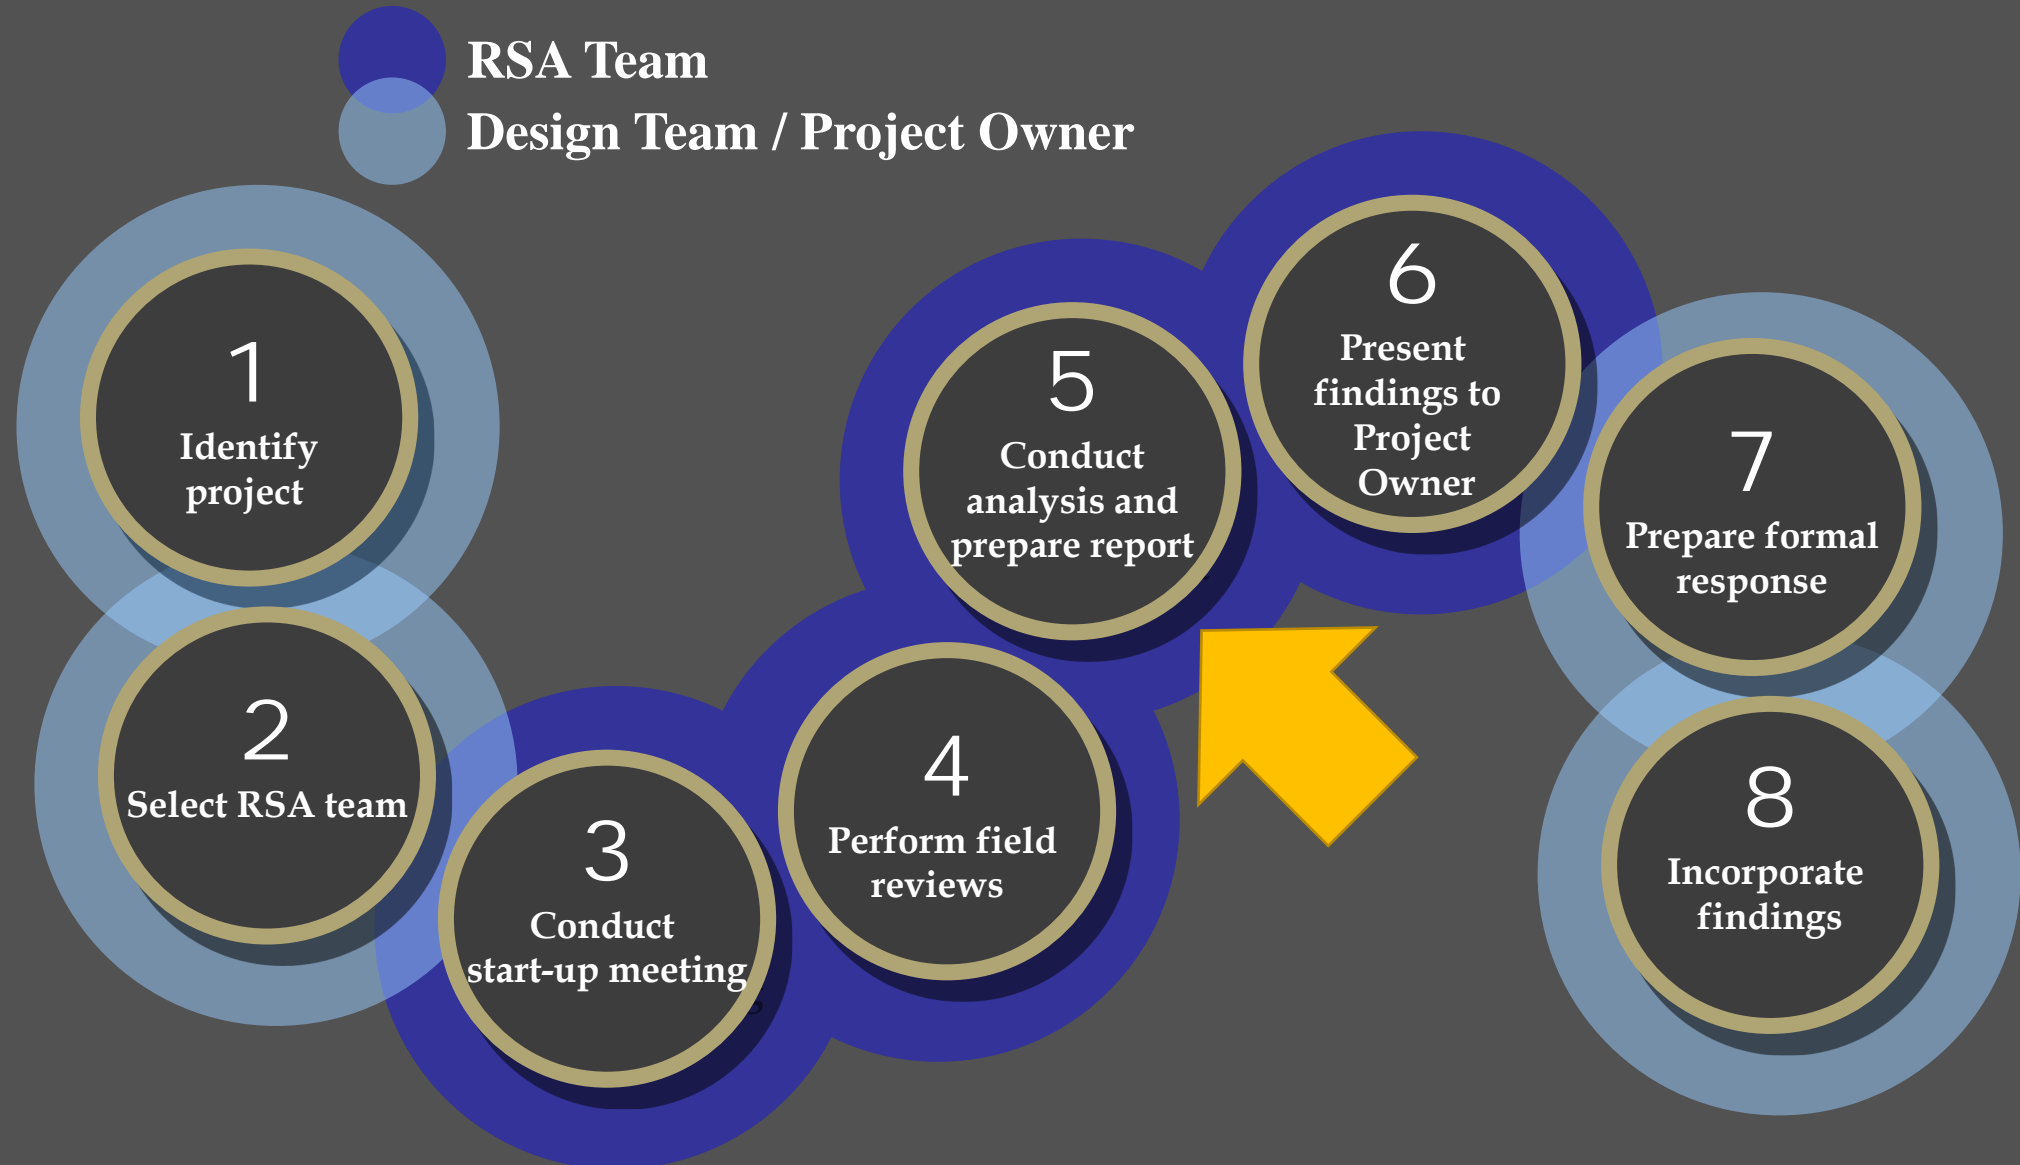 RSA Team
Design Team / Project Owner
1
Identify
project
2
Select RSA team
3
Conduct
start-up meeting
4
Perform field
reviews
5
Conduct
analysis and
prepare report
6
Present
findings to
Project
Owner
7
Prepare formal
response
8
Incorporate
findings